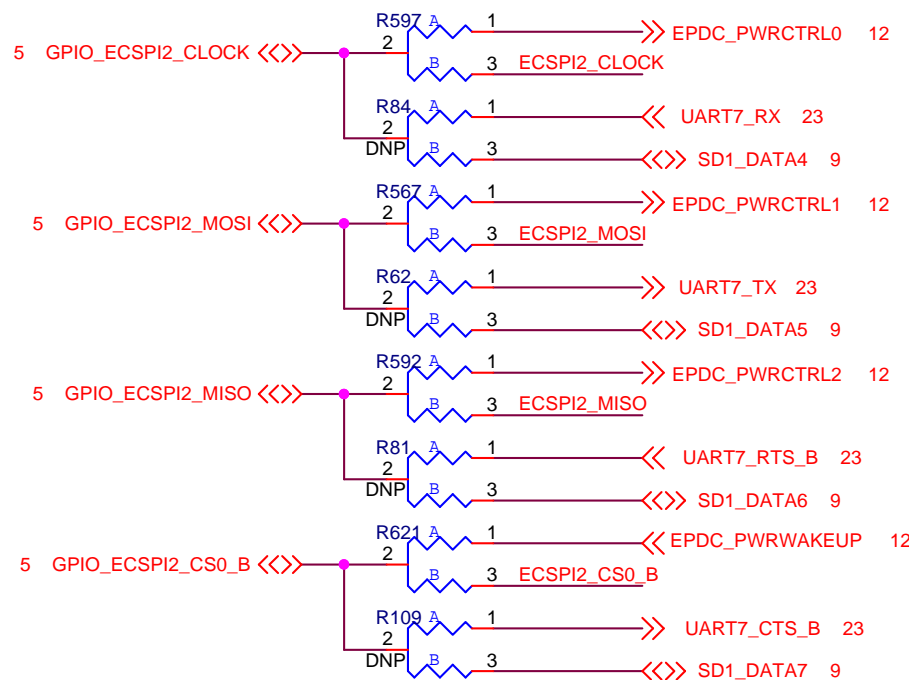 R597 A 1 EPDC_PWRCTRL0 12
5 GPIO_ECSPI2_CLOCK 2
B 3 ECSPI2_CLOCK
R84 A 1 UART7_RX 23
2
DNP B 3 SD1_DATA4 9
R567 A 1 EPDC_PWRCTRL1 12
5 GPIO_ECSPI2_MOSI 2
B 3 ECSPI2_MOSI
R62 A 1 UART7_TX 23
2
DNP B 3 SD1_DATA5 9
R592 A 1 EPDC_PWRCTRL2 12
5 GPIO_ECSPI2_MISO 2
B 3 ECSPI2_MISO
R81 A 1 UART7_RTS_B 23
2
DNP B 3 SD1_DATA6 9
R621 A 1 EPDC_PWRWAKEUP 12
5 GPIO_ECSPI2_CS0_B 2
B 3 ECSPI2_CS0_B
R109 A 1 UART7_CTS_B 23
2
DNP B 3 SD1_DATA7 9